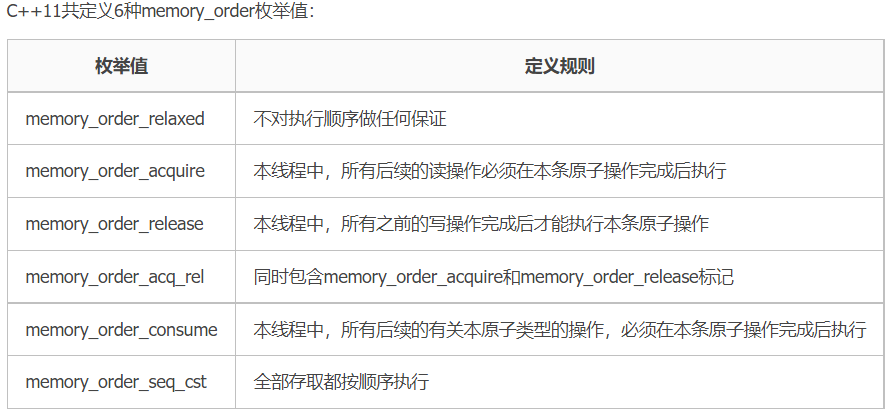 C++11共定义6种memory_order枚举值：
枚举值 定义规则
memory_order_relaxed 不对执行顺序做任何保证
memory_order_acquire 本线程中，所有后续的读操作必须在本条原子操作完成后执行
memory_order_release 本线程中，所有之前的写操作完成后才能执行本条原子操作
memory_order_acq_rel 同时包含memory_order_acquire和memory_order_release标记
memory_order_consume 本线程中，所有后续的有关本原子类型的操作，必须在本条原子操作完成后执行
memory_order_seq_cst 全部存取都按顺序执行